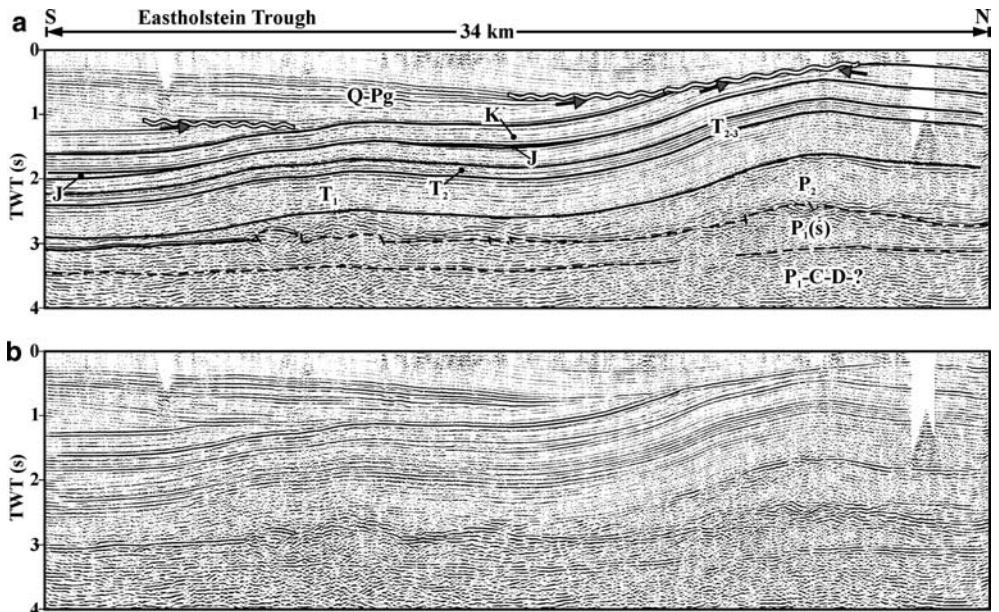 S Eastholstein Trough N
a 34 km
0
Q-Pg
1
K
T2-3
J
J
2
T2
T1
P2
TWT (s)
3
P1(s)
P1-C-D-?
4
b
0
1
2
TWT (s)
3
4